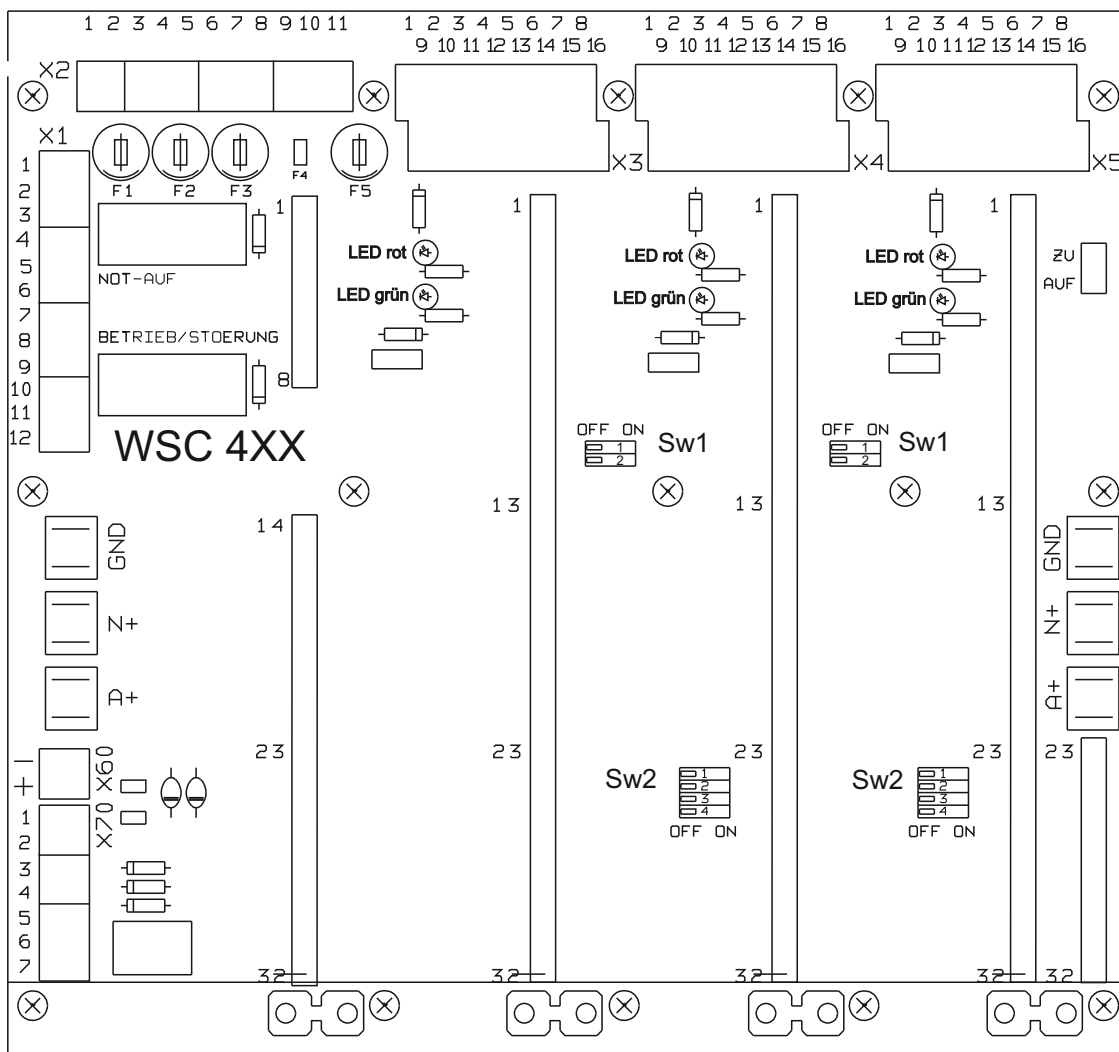 1 2 3 4 5 6 7 8 9 10 11
1 2 3 4 5 6 7 8
9 10 11 12 13 14 15 16
1 2 3 4 5 6 7 8
9 10 11 12 13 14 15 16
1 2 3 4 5 6 7 8
9 10 11 12 13 14 15 16
X2
X1
X3
X4
X5
F1
F2
F3
F4
F5
1
2
3
4
5
6
7
8
9
10
11
12
NOT-AUF
BETRIEB/STOERUNG
WSC 4XX
1
8
LED rot
LED grün
1
LED rot
LED grün
1
LED rot
LED grün
1
ZU
AUF
OFF ON
1
2
Sw1
OFF ON
1
2
Sw1
14
13
13
13
GND
N+
A+
GND
N+
A+
23
23
23
23
23
- +
X60
X70
1
2
3
4
5
6
7
Sw2
1
2
3
4
OFF ON
Sw2
1
2
3
4
OFF ON
32
32
32
32
32